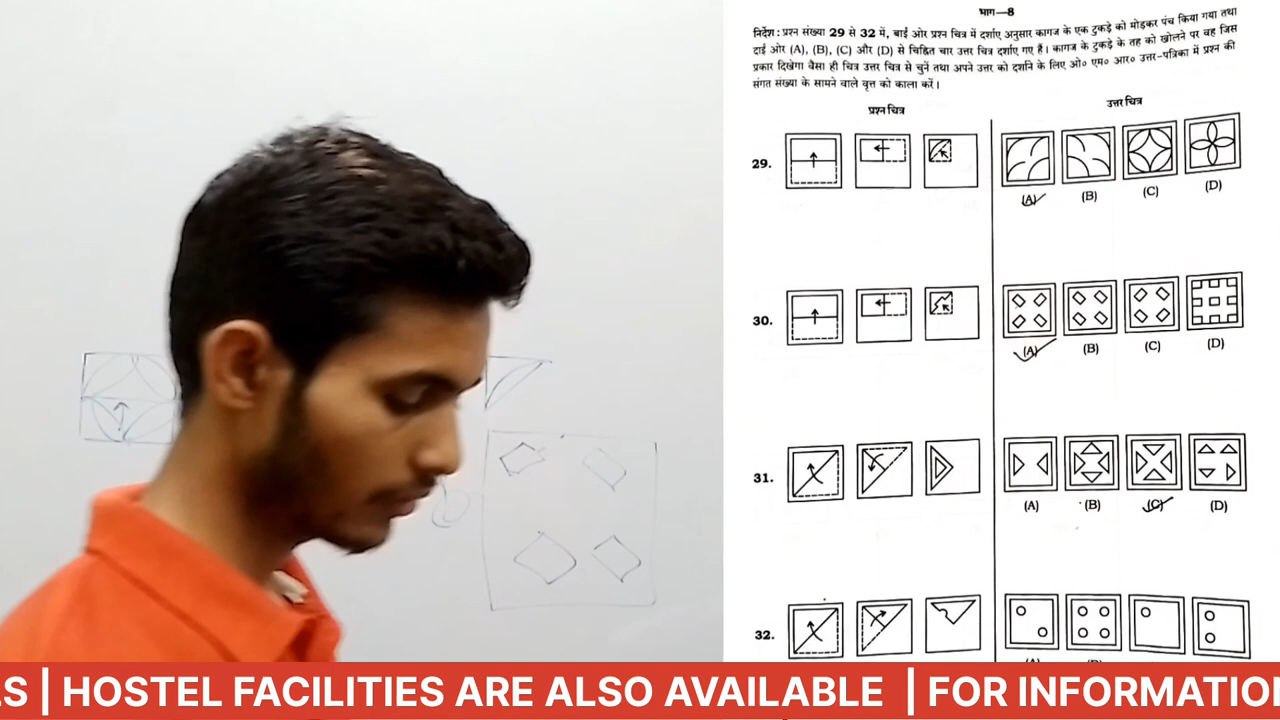 भाग—8
निर्देश : प्रश्न संख्या 29 से 32 में, बाईं ओर प्रश्न चित्र में दर्शाए अनुसार कागज के एक टुकड़े को मोड़कर पंच किया गया तथा
दाईं ओर (A), (B), (C) और (D) से चिह्नित चार उत्तर चित्र दर्शाए गए हैं। कागज के टुकड़े के तह को खोलने पर वह जिस
प्रकार दिखेगा वैसा ही चित्र उत्तर चित्र से चुनें तथा अपने उत्तर को दर्शाने के लिए ओ० एम० आर० उत्तर-पत्रिका में प्रश्न की
संगत संख्या के सामने वाले वृत्त को काला करें।
प्रश्न चित्र
उत्तर चित्र
29.
(A) (B) (C) (D)
30.
(A) (B) (C) (D)
31.
(A) (B) (C) (D)
32.
LS | HOSTEL FACILITIES ARE ALSO AVAILABLE | FOR INFORMATION